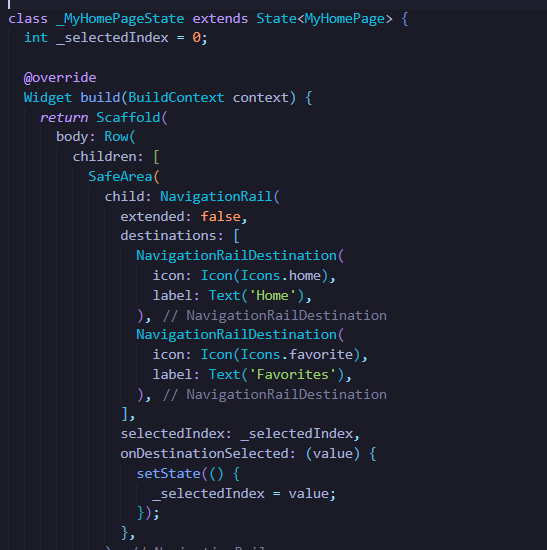 class _MyHomePageState extends State<MyHomePage> {
  int _selectedIndex = 0;

  @override
  Widget build(BuildContext context) {
    return Scaffold(
      body: Row(
        children: [
          SafeArea(
            child: NavigationRail(
              extended: false,
              destinations: [
                NavigationRailDestination(
                  icon: Icon(Icons.home),
                  label: Text('Home'),
                ), // NavigationRailDestination
                NavigationRailDestination(
                  icon: Icon(Icons.favorite),
                  label: Text('Favorites'),
                ), // NavigationRailDestination
              ],
              selectedIndex: _selectedIndex,
              onDestinationSelected: (value) {
                setState(() {
                  _selectedIndex = value;
                });
              },